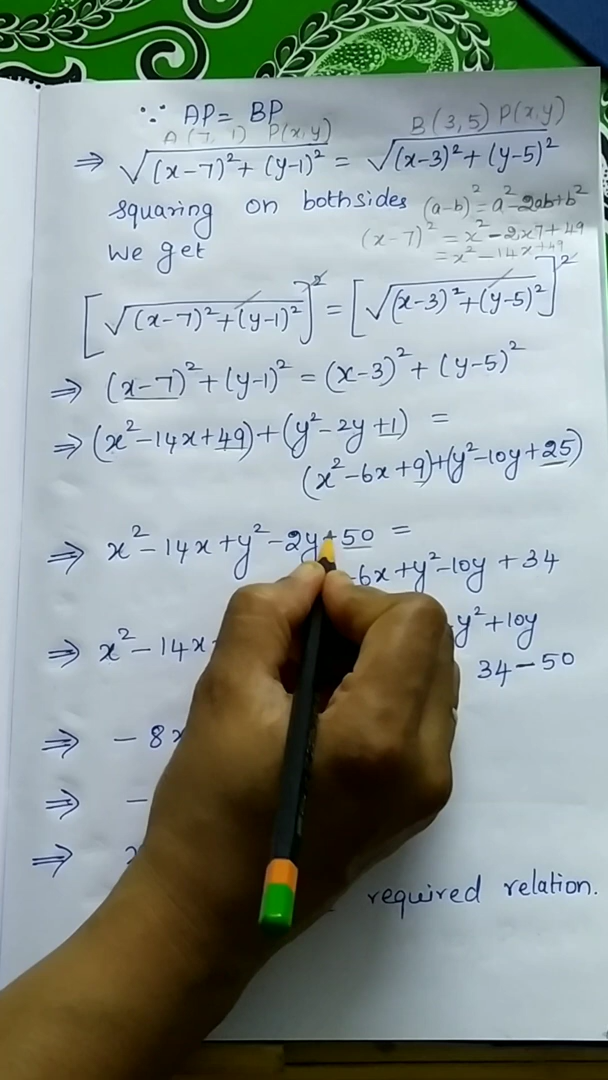 ∵ AP = BP
A (7, 1) P(x,y) B (3, 5) P(x,y)
⇒ √(x-7)²+(y-1)² = √(x-3)²+(y-5)²
squaring on bothsides (a-b)² = a²-2ab+b²
we get (x-7)² = x²-2x7+49
= x²-14x+49
[√(x-7)²+(y-1)²]² = [√(x-3)²+(y-5)²]²
⇒ (x-7)²+(y-1)² = (x-3)²+(y-5)²
⇒ (x²-14x+49)+(y²-2y+1) =
(x²-6x+9)+(y²-10y+25)
⇒ x²-14x+y²-2y+50 =
-6x+y²-10y+34
⇒ x²-14x y²+10y
34-50
⇒ -8x
⇒ -
⇒
required relation.